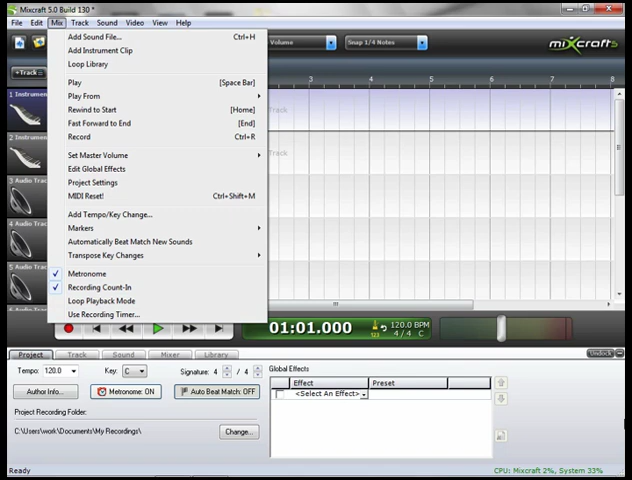 Mixcraft 5.0 Build 130 *
File Edit Mix Track Sound Video View Help
Add Sound File... Ctrl+H
Add Instrument Clip
Loop Library
Play [Space Bar]
Play From
Rewind to Start [Home]
Fast Forward to End [End]
Record Ctrl+R
Set Master Volume
Edit Global Effects
Project Settings
MIDI Reset! Ctrl+Shift+M
Add Tempo/Key Change...
Markers
Automatically Beat Match New Sounds
Transpose Key Changes
Metronome
Recording Count-In
Loop Playback Mode
Use Recording Timer...
Volume Snap 1/4 Notes mixcraft5
+Track
3 4 5 6 7 8
1 Instrumen
Track
2 Instrumen
Track
3 Audio Trac
4 Audio Trac
5 Audio Trac
01:01.000 120.0 BPM
4 / 4 C
Project Track Sound Mixer Library Undock
Tempo: 120.0 Key: C Signature: 4 / 4
Author Info... Metronome: ON Auto Beat Match: OFF
Project Recording Folder:
C:\Users\work\Documents\My Recordings\ Change...
Global Effects
Effect Preset
<Select An Effect>
Ready CPU: Mixcraft 2%, System 33%